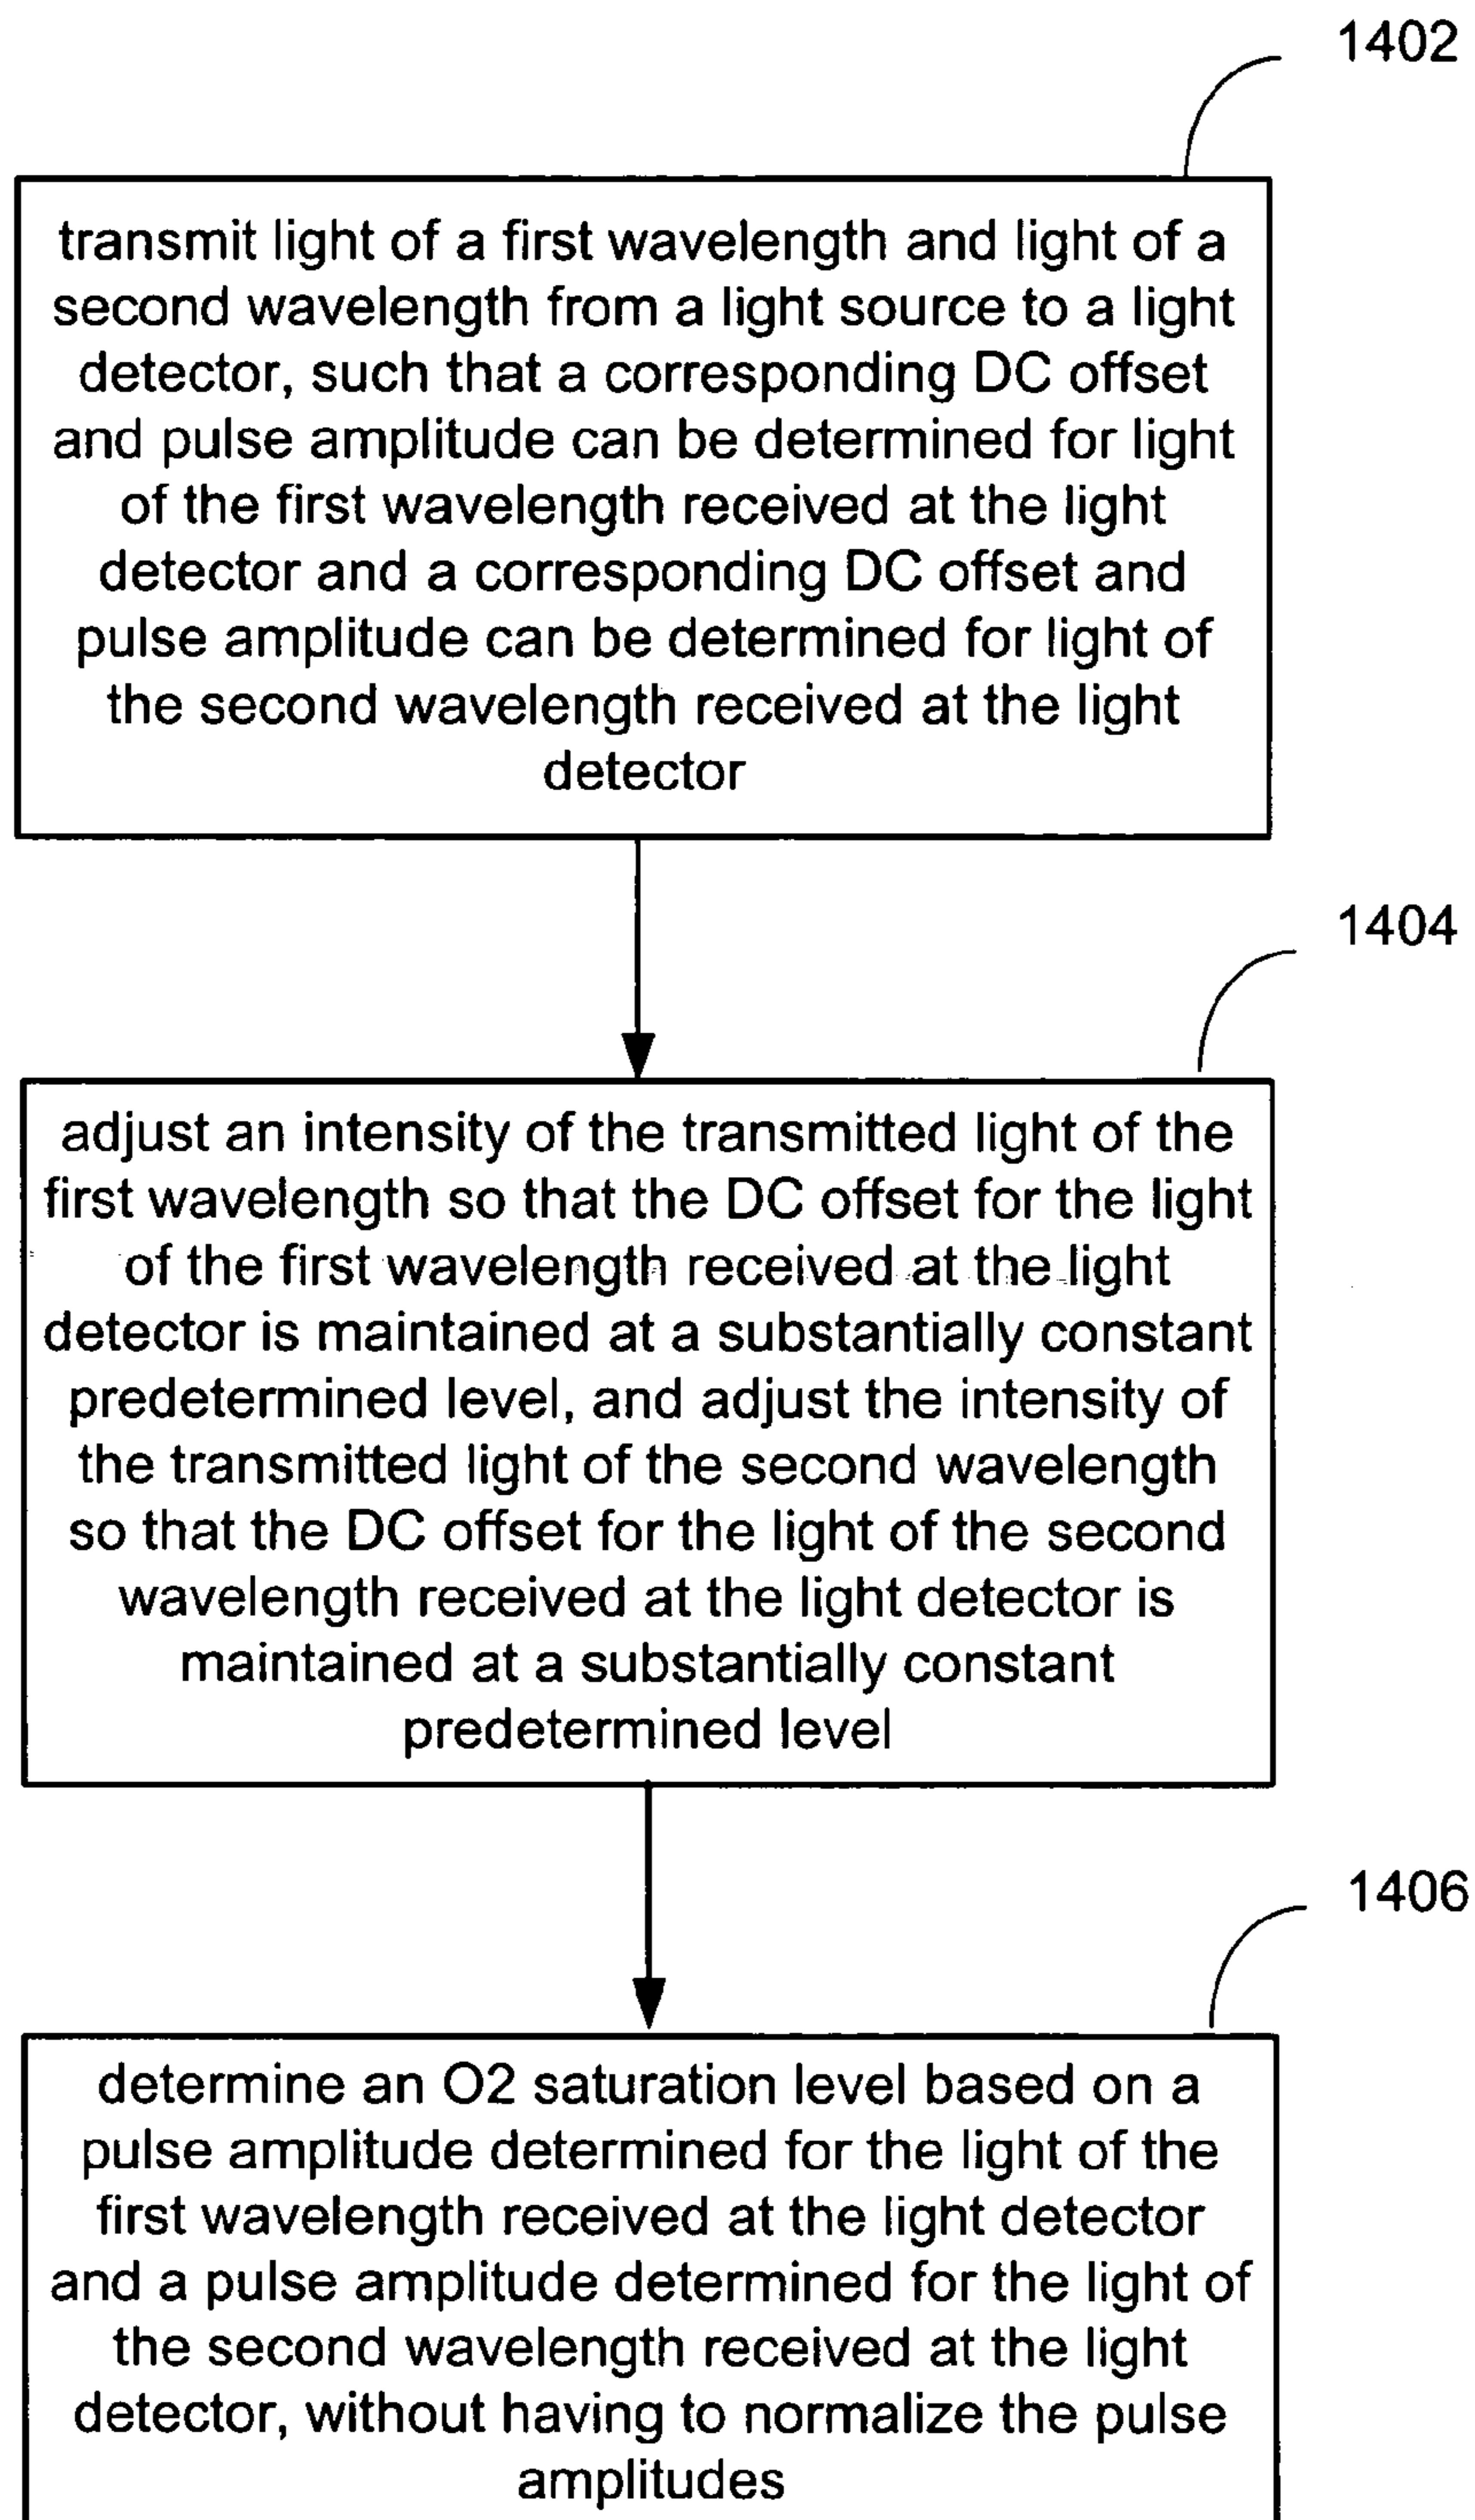 1402
transmit light of a first wavelength and light of a
second wavelength from a light source to a light
detector, such that a corresponding DC offset
and pulse amplitude can be determined for light
of the first wavelength received at the light
detector and a corresponding DC offset and
pulse amplitude can be determined for light of
the second wavelength received at the light
detector
1404
adjust an intensity of the transmitted light of the
first wavelength so that the DC offset for the light
of the first wavelength received at the light
detector is maintained at a substantially constant
predetermined level, and adjust the intensity of
the transmitted light of the second wavelength
so that the DC offset for the light of the second
wavelength received at the light detector is
maintained at a substantially constant
predetermined level
1406
determine an O2 saturation level based on a
pulse amplitude determined for the light of the
first wavelength received at the light detector
and a pulse amplitude determined for the light of
the second wavelength received at the light
detector, without having to normalize the pulse
amplitudes